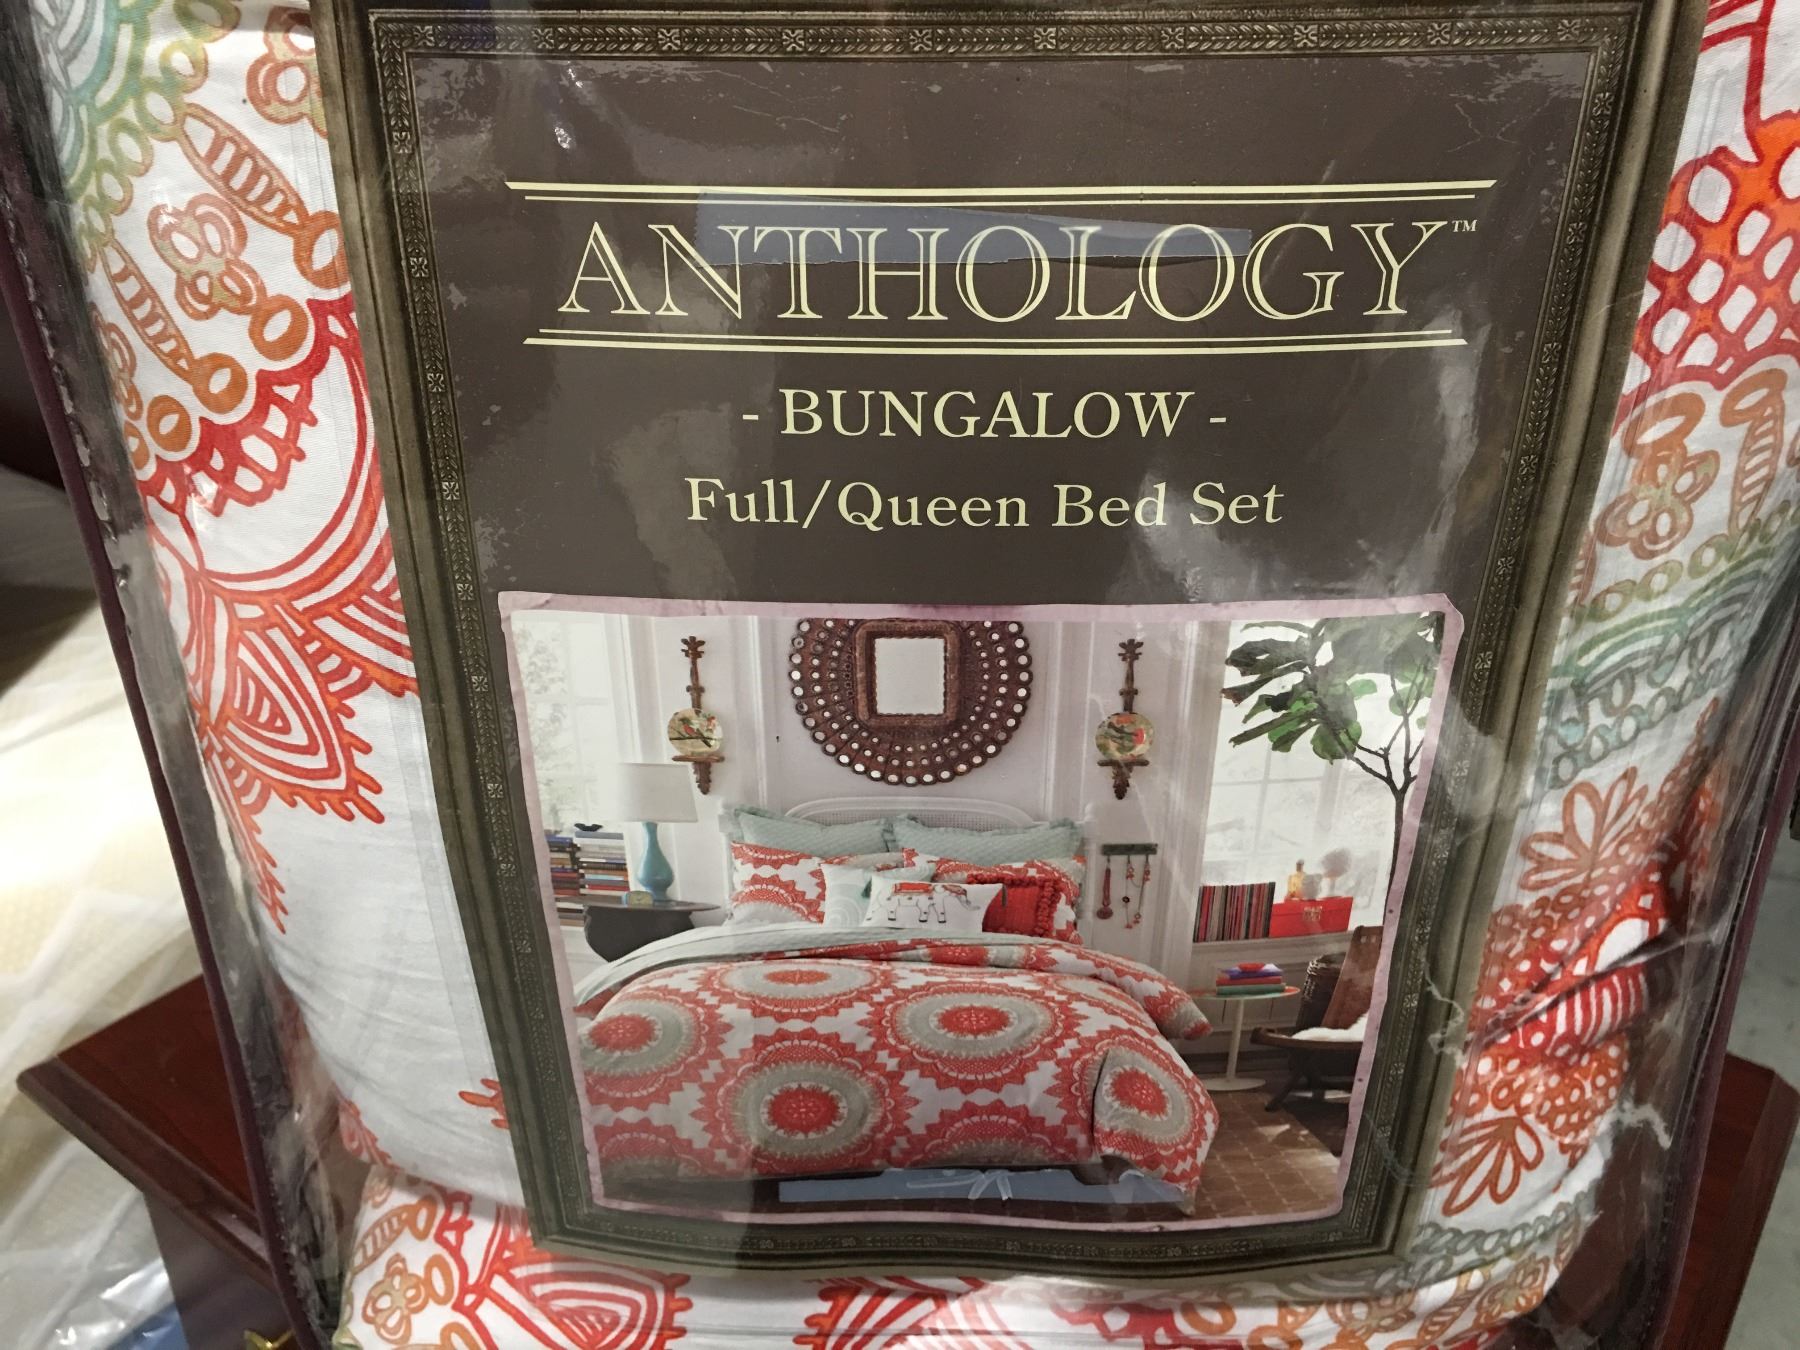 ANTHOLOGY™
- BUNGALOW -
Full/Queen Bed Set